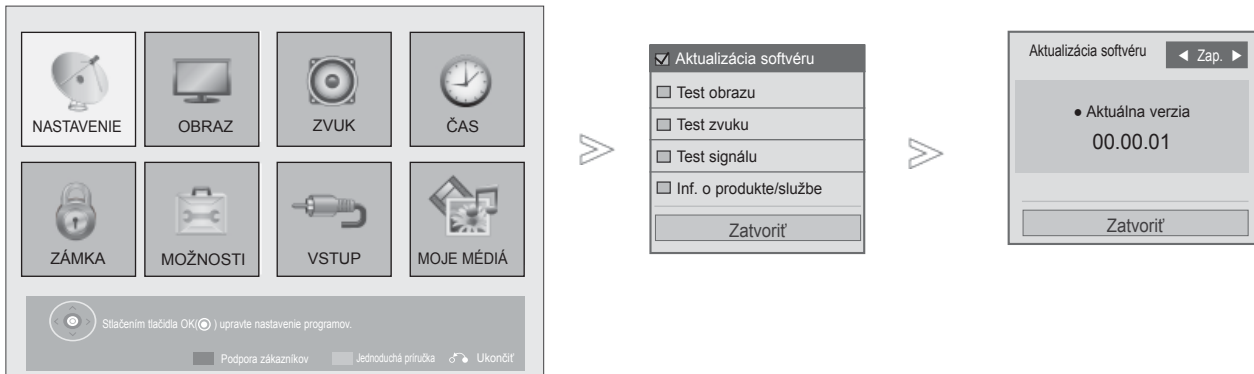 NASTAVENIE
OBRAZ
ZVUK
ČAS
ZÁMKA
MOŽNOSTI
VSTUP
MOJE MÉDIÁ
Stlačením tlačidla OK( ) upravte nastavenie programov.
Podpora zákazníkov
Jednoduchá príručka
Ukončiť
Aktualizácia softvéru
Test obrazu
Test zvuku
Test signálu
Inf. o produkte/službe
Zatvoriť
Aktualizácia softvéru
◀ Zap. ▶
● Aktuálna verzia
00.00.01
Zatvoriť